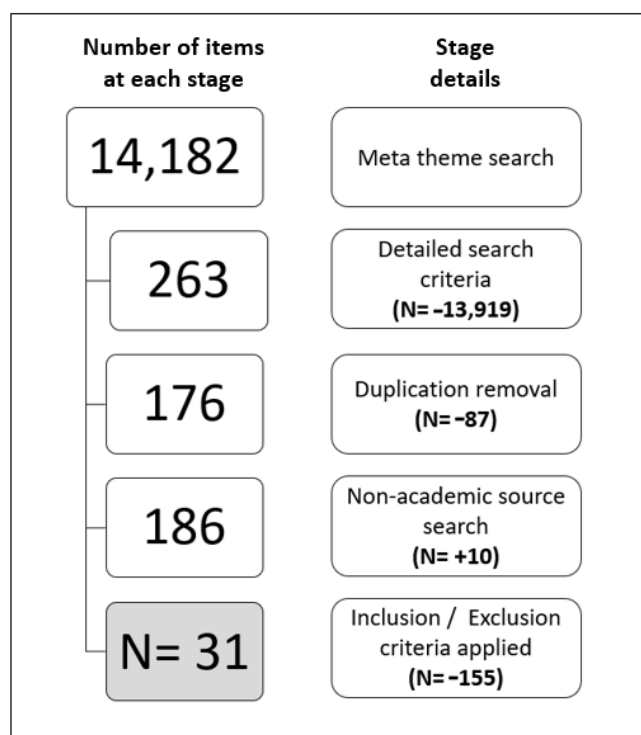 Number of items
at each stage
Stage
details
14,182
Meta theme search
263
Detailed search
criteria
(N= -13,919)
176
Duplication removal
(N= -87)
186
Non-academic source
search
(N= +10)
N= 31
Inclusion / Exclusion
criteria applied
(N= -155)